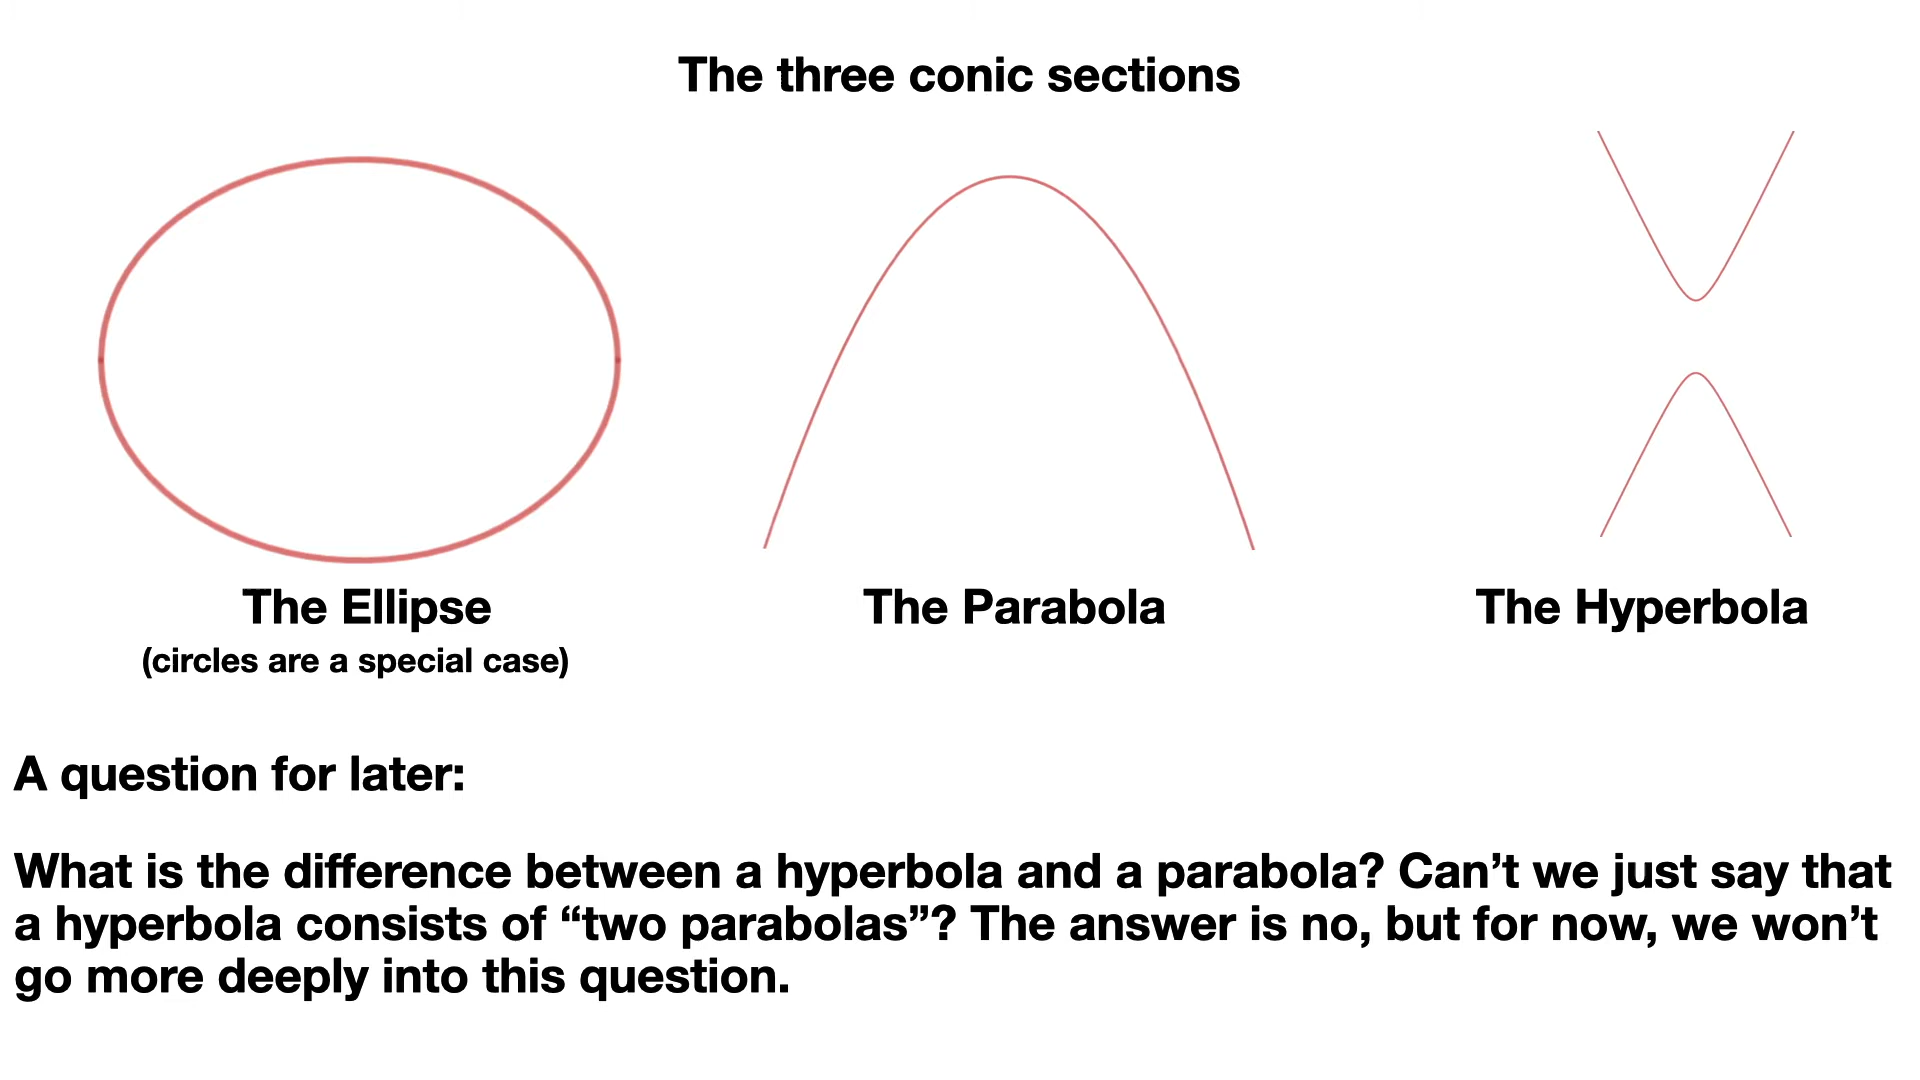 The three conic sections
The Ellipse
(circles are a special case)
The Parabola
The Hyperbola
A question for later:
What is the difference between a hyperbola and a parabola? Can’t we just say that
a hyperbola consists of “two parabolas”? The answer is no, but for now, we won’t
go more deeply into this question.